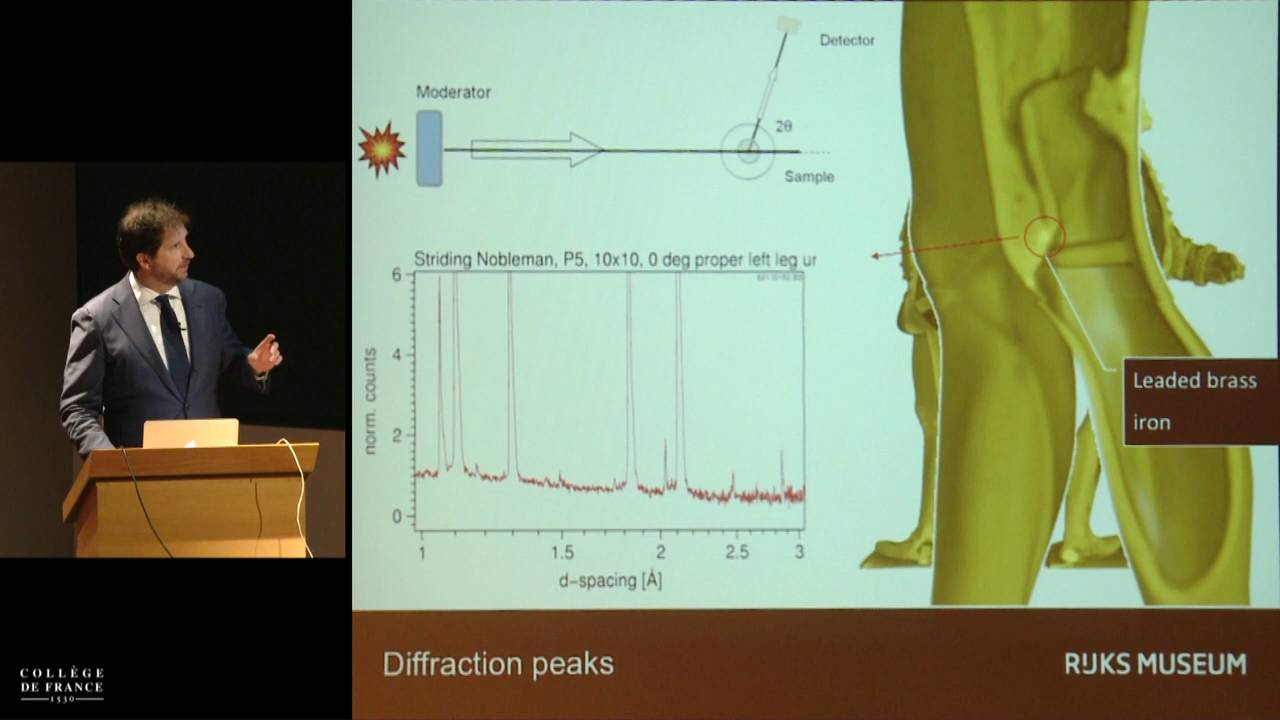 Detector
Moderator
2θ
Sample
Striding Nobleman, P5, 10x10, 0 deg proper left leg ur
6
4
2
0
norm. counts
1
1.5
2
2.5
3
d-spacing [Å]
Leaded brass
iron
Diffraction peaks
RIJKS MUSEUM
COLLÈGE
DE FRANCE
1530